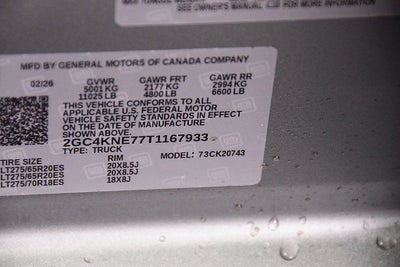 SEE OWNER'S MANUAL
MFD BY GENERAL MOTORS OF CANADA COMPANY
02/26 GVWR GAWR FRT GAWR RR
5001 KG 2177 KG 2994 KG
11025 LB 4800 LB 6600 LB
THIS VEHICLE CONFORMS TO ALL
APPLICABLE U.S. FEDERAL MOTOR
VEHICLE SAFETY STANDARDS IN EFFECT
ON THE DATE OF MANUFACTURE
SHOWN ABOVE.
2GC4KNE77T1167933
TYPE: TRUCK MODEL: 73CK20743
TIRE SIZE RIM
LT275/65R20ES 20X8.5J
LT275/65R20ES 20X8.5J
LT275/70R18ES 18X8J